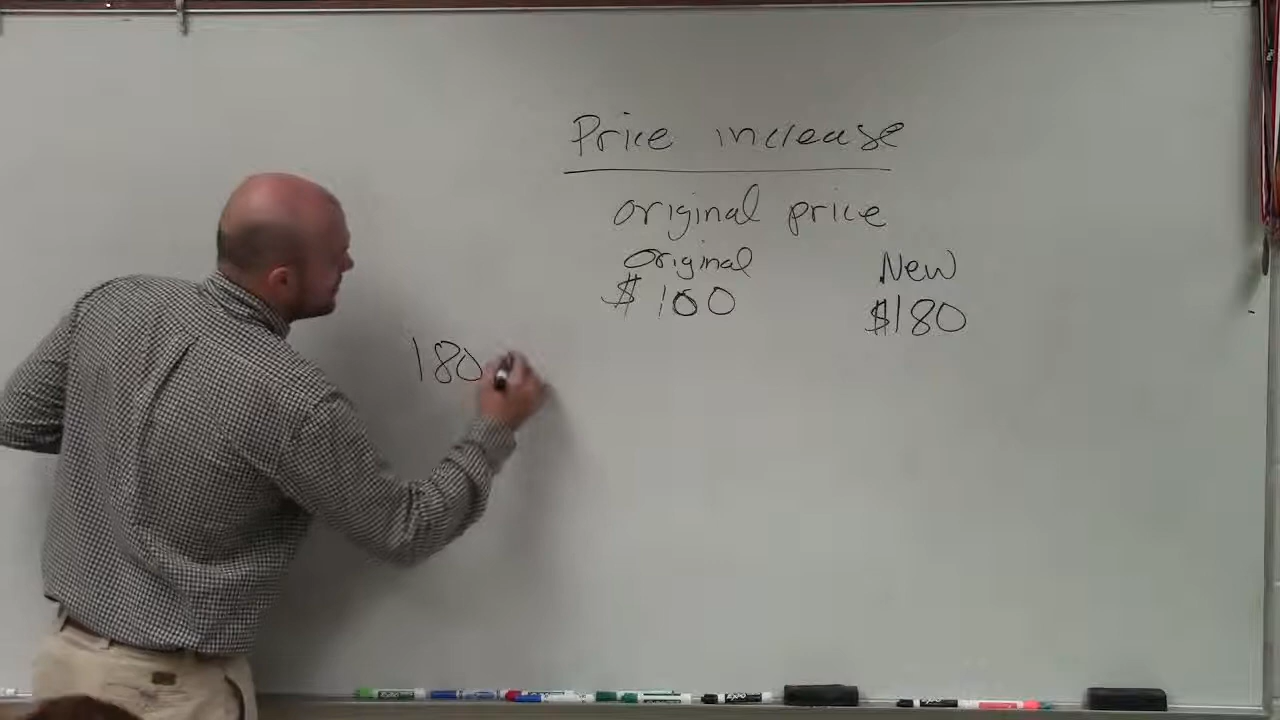 Price increase
original price
original New
$ 100 $180
180